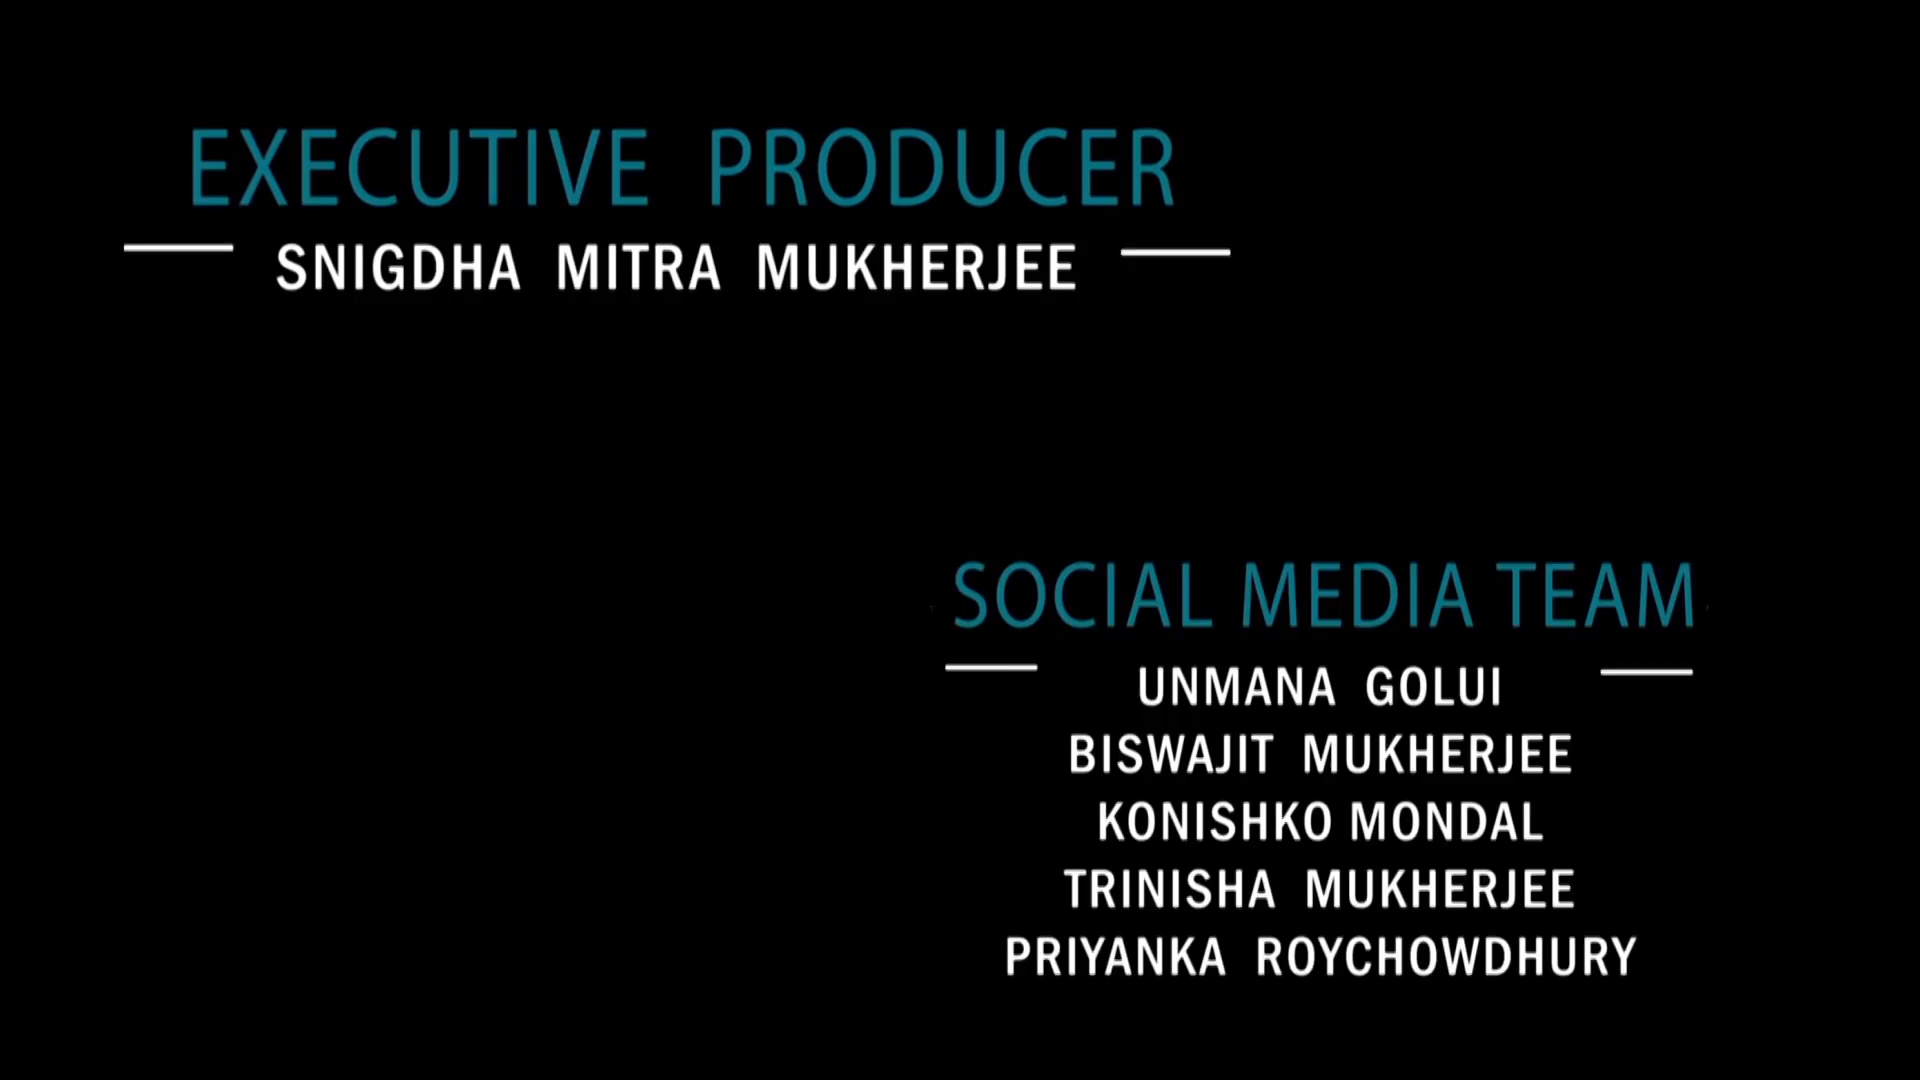 EXECUTIVE PRODUCER
SNIGDHA MITRA MUKHERJEE
SOCIAL MEDIA TEAM
UNMANA GOLUI
BISWAJIT MUKHERJEE
KONISHKO MONDAL
TRINISHA MUKHERJEE
PRIYANKA ROYCHOWDHURY